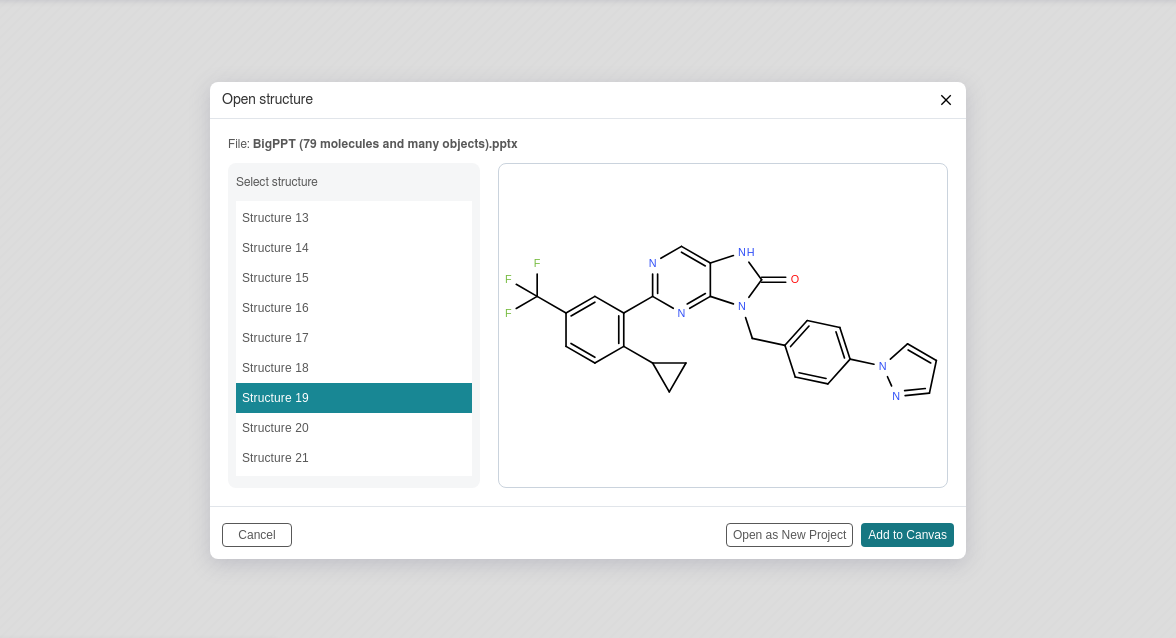 Open structure
File: BigPPT (79 molecules and many objects).pptx
Select structure
Structure 13
Structure 14
Structure 15
Structure 16
Structure 17
Structure 18
Structure 19
Structure 20
Structure 21
NH
F
N
F
O
N
F
N
N
N
Cancel
Open as New Project
Add to Canvas